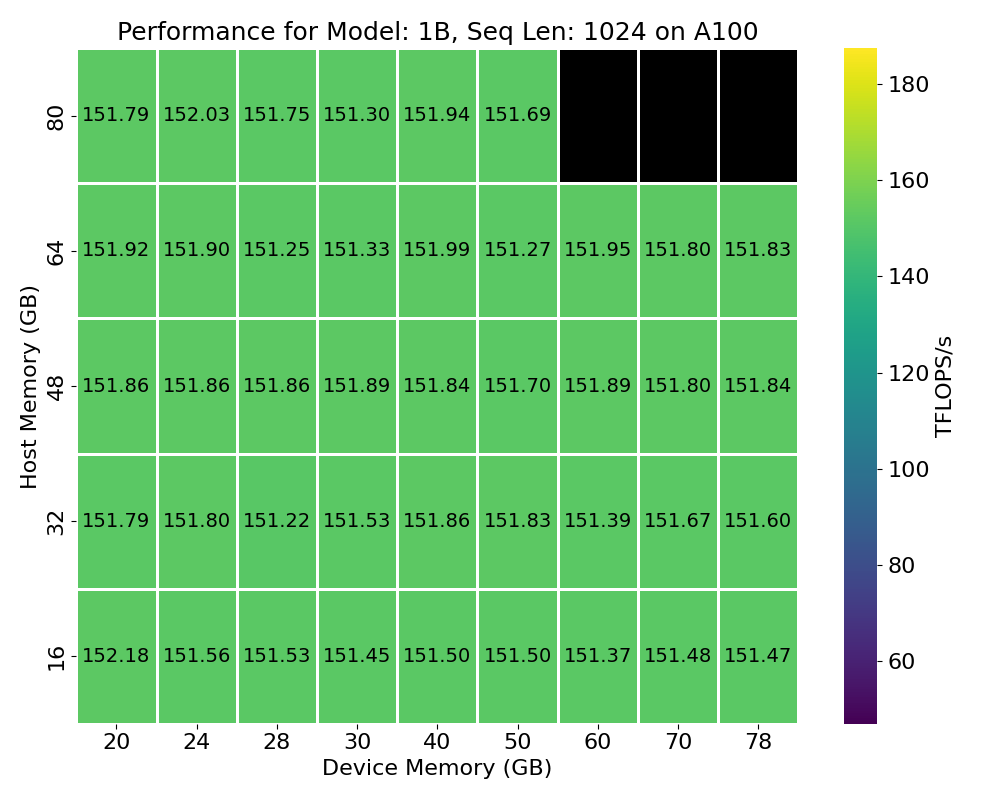 Performance for Model: 1B, Seq Len: 1024 on A100
80 151.79 152.03 151.75 151.30 151.94 151.69
64 151.92 151.90 151.25 151.33 151.99 151.27 151.95 151.80 151.83
48 151.86 151.86 151.86 151.89 151.84 151.70 151.89 151.80 151.84
32 151.79 151.80 151.22 151.53 151.86 151.83 151.39 151.67 151.60
16 152.18 151.56 151.53 151.45 151.50 151.50 151.37 151.48 151.47
20 24 28 30 40 50 60 70 78
Device Memory (GB)
Host Memory (GB)
180
160
140
120
100
80
60
TFLOPS/s